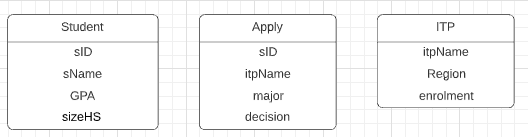 Student
sID
sName
GPA
sizeHS
Apply
sID
itpName
major
decision
ITP
itpName
Region
enrolment